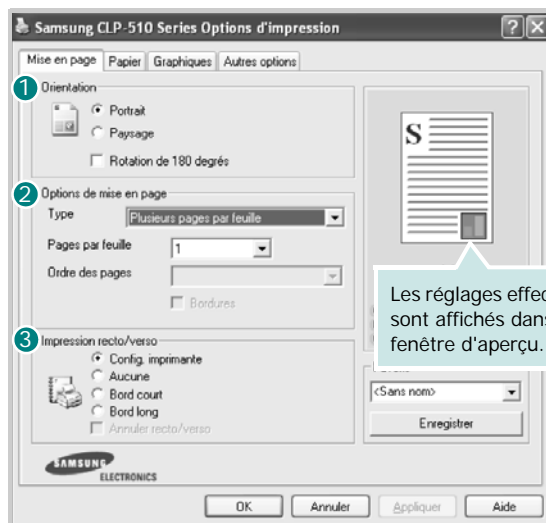 Samsung CLP-510 Series Options d'impression
Mise en page Papier Graphiques Autres options
1 Orientation
Portrait
Paysage
Rotation de 180 degrés
2 Options de mise en page
Type Plusieurs pages par feuille
Pages par feuille 1
Ordre des pages
Bordures
3 Impression recto/verso
Config. imprimante
Aucune
Bord court
Bord long
Annuler recto/verso
S
Les réglages effec
sont affichés dans
fenêtre d'aperçu.
<Sans nom>
Enregistrer
SAMSUNG
ELECTRONICS
OK Annuler Appliquer Aide